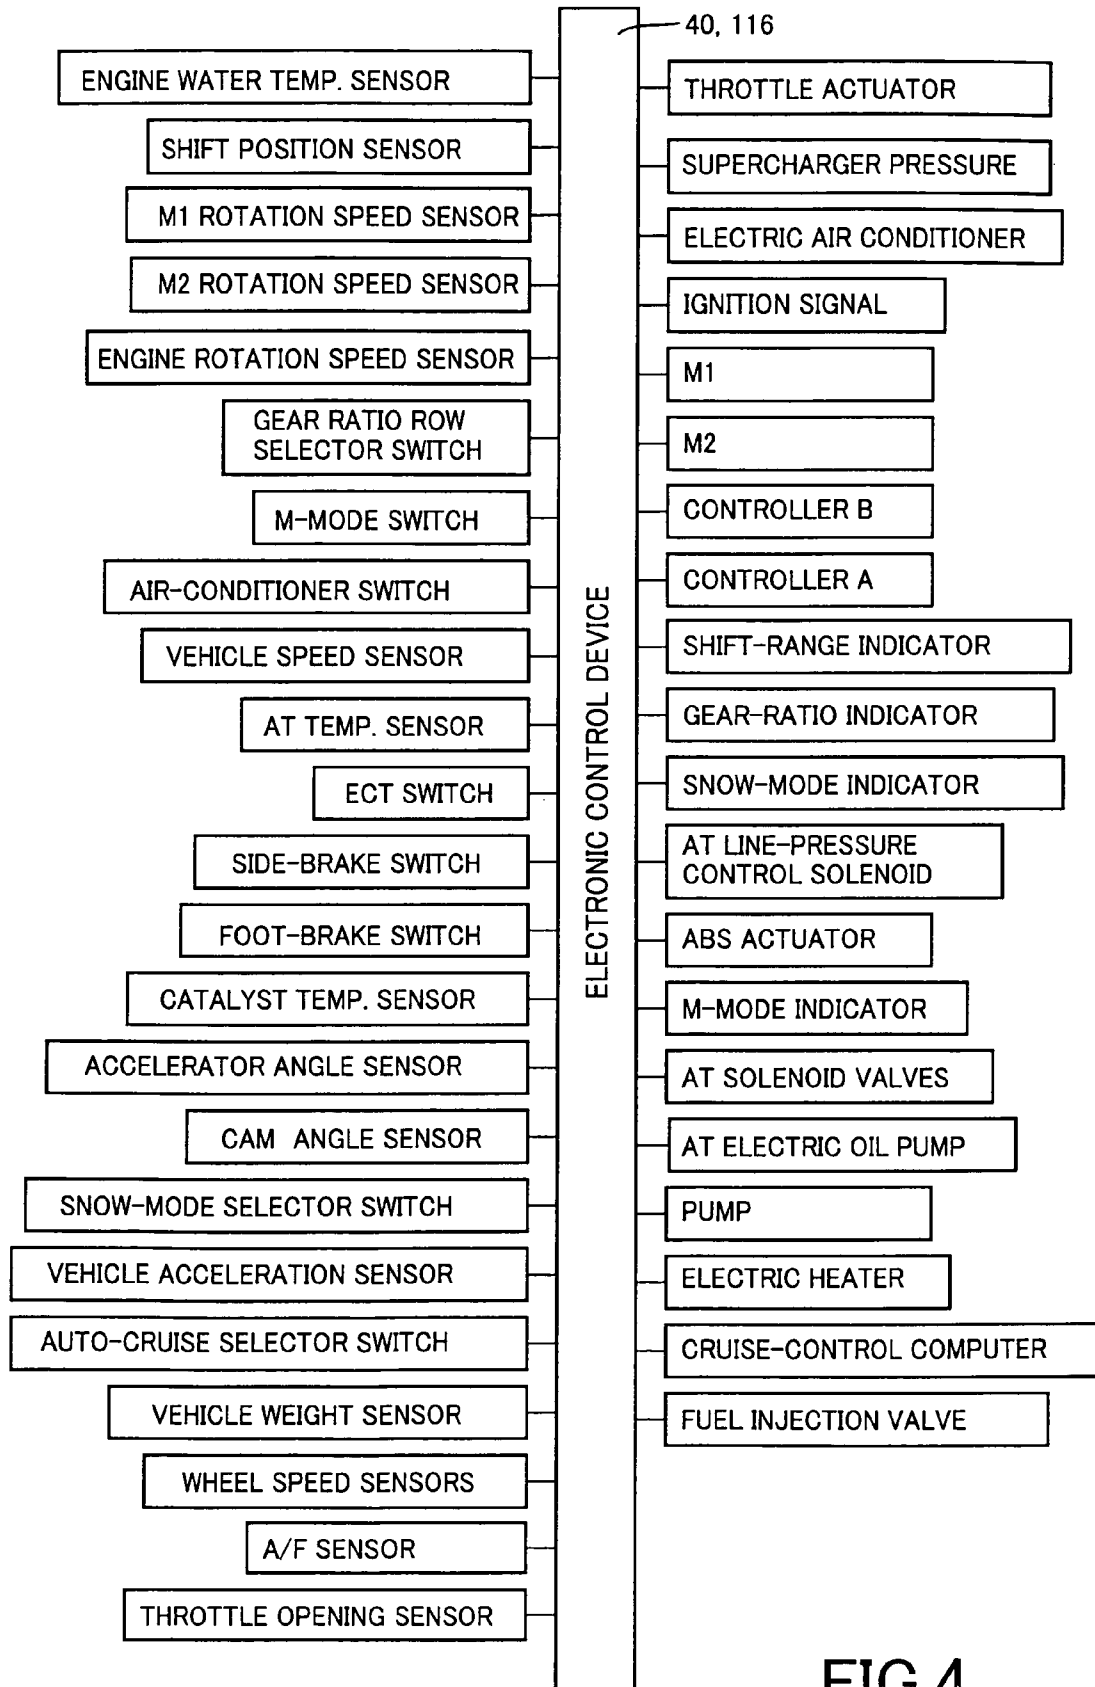 40, 116
ENGINE WATER TEMP. SENSOR
SHIFT POSITION SENSOR
M1 ROTATION SPEED SENSOR
M2 ROTATION SPEED SENSOR
ENGINE ROTATION SPEED SENSOR
GEAR RATIO ROW
SELECTOR SWITCH
M-MODE SWITCH
AIR-CONDITIONER SWITCH
VEHICLE SPEED SENSOR
AT TEMP. SENSOR
ECT SWITCH
SIDE-BRAKE SWITCH
FOOT-BRAKE SWITCH
CATALYST TEMP. SENSOR
ACCELERATOR ANGLE SENSOR
CAM ANGLE SENSOR
SNOW-MODE SELECTOR SWITCH
VEHICLE ACCELERATION SENSOR
AUTO-CRUISE SELECTOR SWITCH
VEHICLE WEIGHT SENSOR
WHEEL SPEED SENSORS
A/F SENSOR
THROTTLE OPENING SENSOR
ELECTRONIC CONTROL DEVICE
THROTTLE ACTUATOR
SUPERCHARGER PRESSURE
ELECTRIC AIR CONDITIONER
IGNITION SIGNAL
M1
M2
CONTROLLER B
CONTROLLER A
SHIFT-RANGE INDICATOR
GEAR-RATIO INDICATOR
SNOW-MODE INDICATOR
AT LINE-PRESSURE
CONTROL SOLENOID
ABS ACTUATOR
M-MODE INDICATOR
AT SOLENOID VALVES
AT ELECTRIC OIL PUMP
PUMP
ELECTRIC HEATER
CRUISE-CONTROL COMPUTER
FUEL INJECTION VALVE
FIG.4